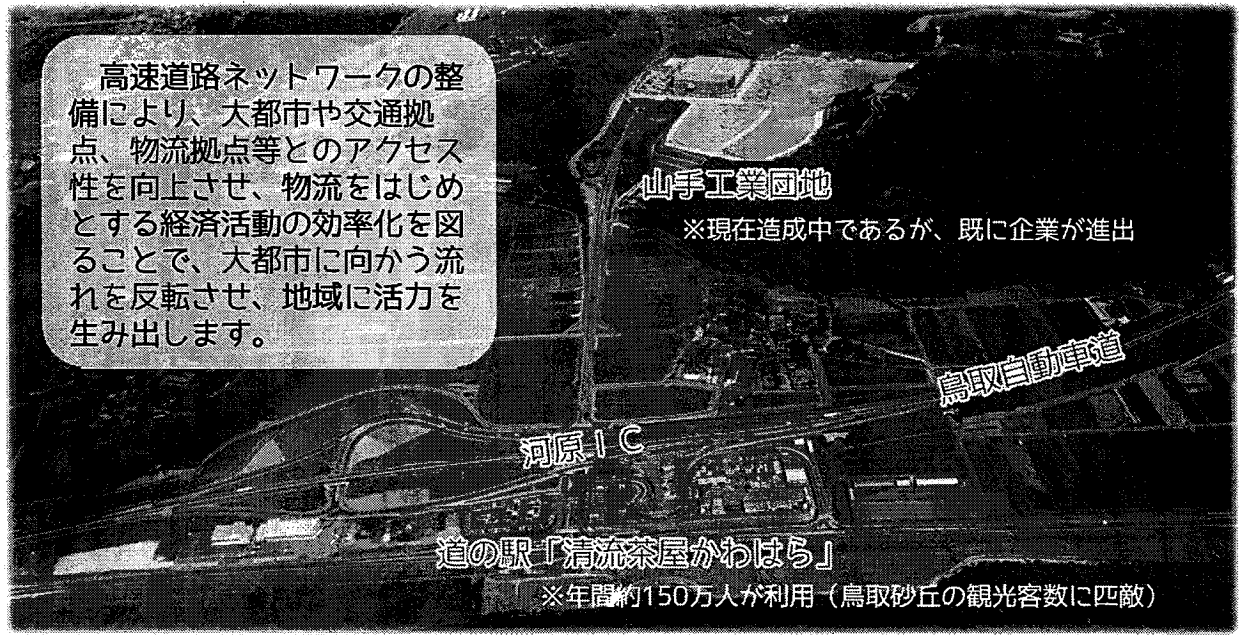 高速道路ネットワークの整
備により、大都市や交通拠
点、物流拠点等とのアクセス
性を向上させ、物流をはじめ
とする経済活動の効率化を図
ることで、大都市に向かう流
れを反転させ、地域に活力を
生み出します。
山手工業団地
※現在造成中であるが、既に企業が進出
鳥取自動車道
河原ＩＣ
道の駅「清流茶屋かわはら」
※年間約150万人が利用（鳥取砂丘の観光客数に匹敵）